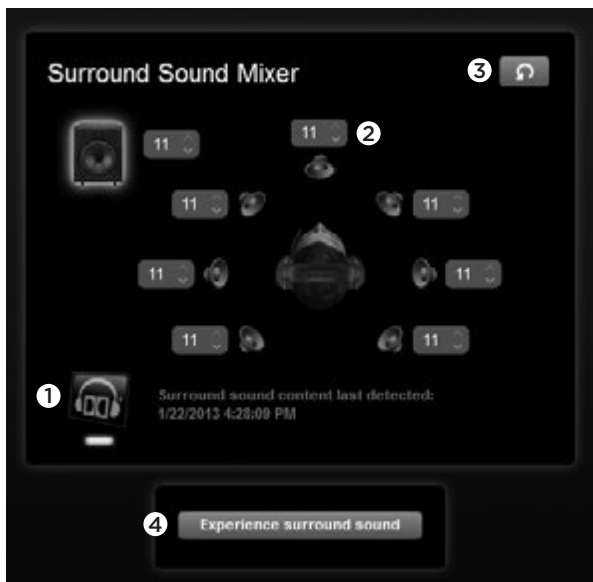 Surround Sound Mixer 3
11 11 2
11 11
11 11
11 11
1 Surround sound content last detected:
1/22/2013 4:28:09 PM
4 Experience surround sound